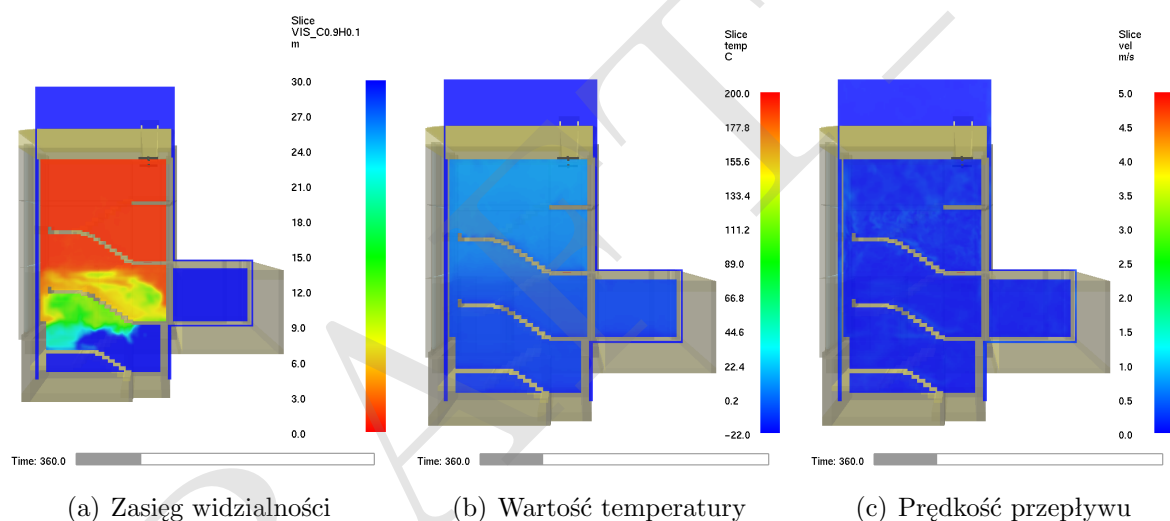 Slice
VIS_C0.9H0.1
m
30.0
27.0
24.0
21.0
18.0
15.0
12.0
9.0
6.0
3.0
0.0
Time: 360.0
(a) Zasięg widzialności
Slice
temp
C
200.0
177.8
155.6
133.4
111.2
89.0
66.8
44.6
22.4
0.2
−22.0
Time: 360.0
(b) Wartość temperatury
Slice
vel
m/s
5.0
4.5
4.0
3.5
3.0
2.5
2.0
1.5
1.0
0.5
0.0
Time: 360.0
(c) Prędkość przepływu